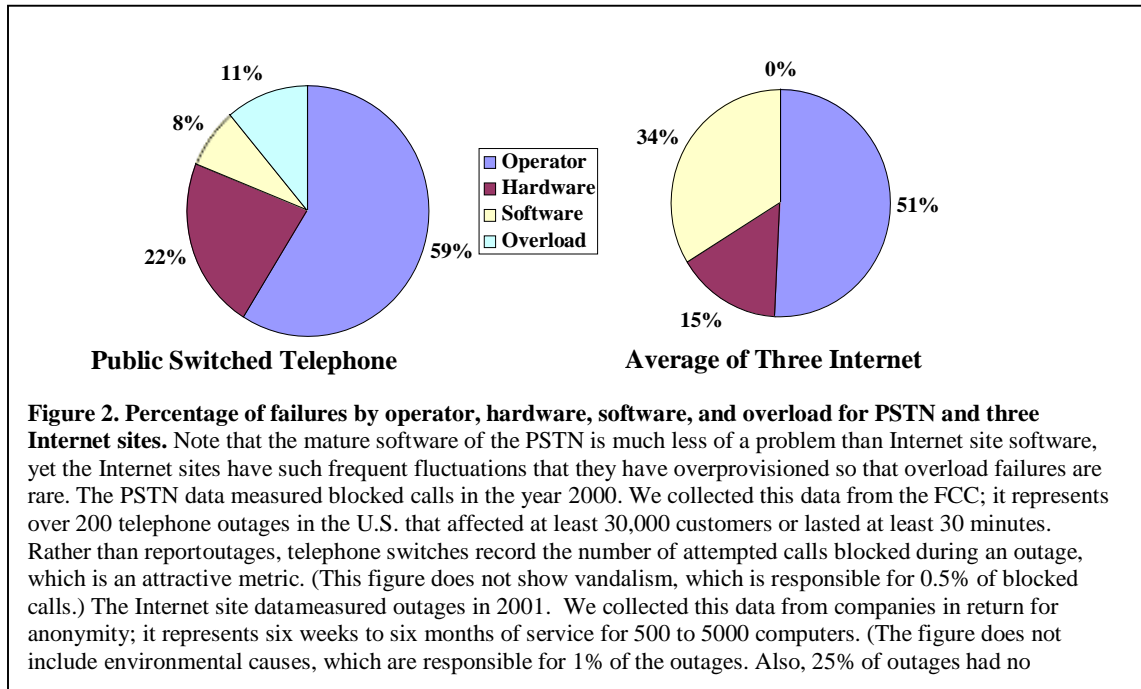 11%
8%
22%
59%
Operator
Hardware
Software
Overload
0%
34%
51%
15%
Public Switched Telephone
Average of Three Internet
Figure 2. Percentage of failures by operator, hardware, software, and overload for PSTN and three
Internet sites. Note that the mature software of the PSTN is much less of a problem than Internet site software,
yet the Internet sites have such frequent fluctuations that they have overprovisioned so that overload failures are
rare. The PSTN data measured blocked calls in the year 2000. We collected this data from the FCC; it represents
over 200 telephone outages in the U.S. that affected at least 30,000 customers or lasted at least 30 minutes.
Rather than reportoutages, telephone switches record the number of attempted calls blocked during an outage,
which is an attractive metric. (This figure does not show vandalism, which is responsible for 0.5% of blocked
calls.) The Internet site datameasured outages in 2001. We collected this data from companies in return for
anonymity; it represents six weeks to six months of service for 500 to 5000 computers. (The figure does not
include environmental causes, which are responsible for 1% of the outages. Also, 25% of outages had no